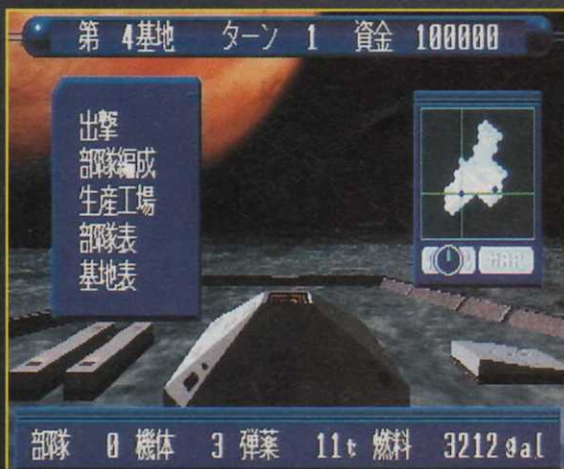 第 4基地 ターン 1 資金 100000
出撃
部隊編成
生産工場
部隊表
基地表
MAP
部隊 0 機体 3 弾薬 11t 燃料 3212gal